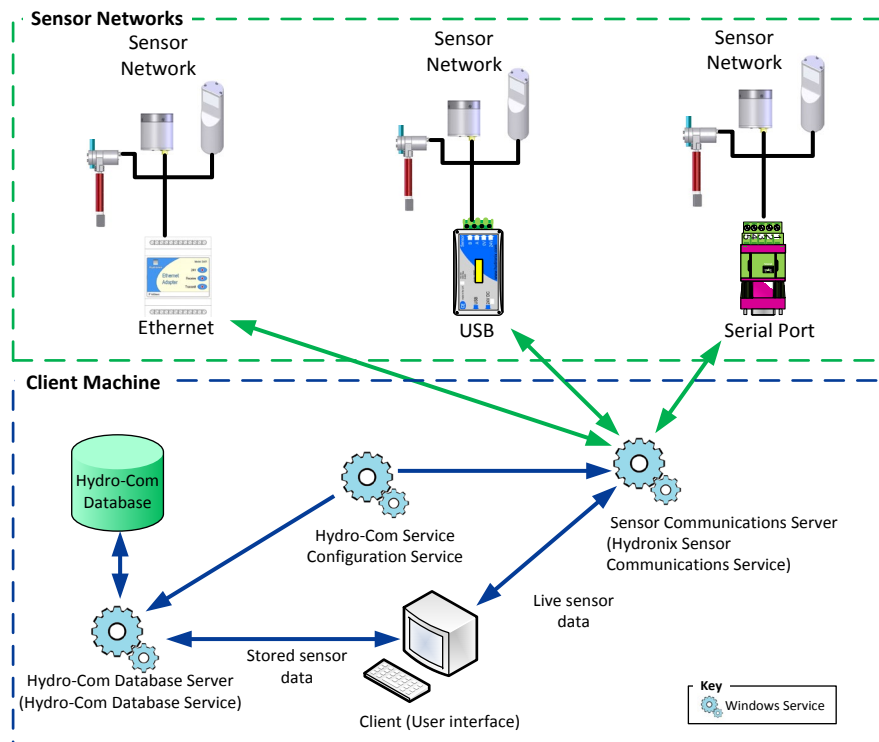 Sensor Networks
Sensor
Network
Sensor
Network
Sensor
Network
Ethernet
Adapter
Ethernet
USB
Serial Port
Client Machine
Hydro-Com
Database
Hydro-Com Service
Configuration Service
Sensor Communications Server
(Hydronix Sensor
Communications Service)
Live sensor
data
Stored sensor
data
Hydro-Com Database Server
(Hydro-Com Database Service)
Client (User interface)
Key
Windows Service